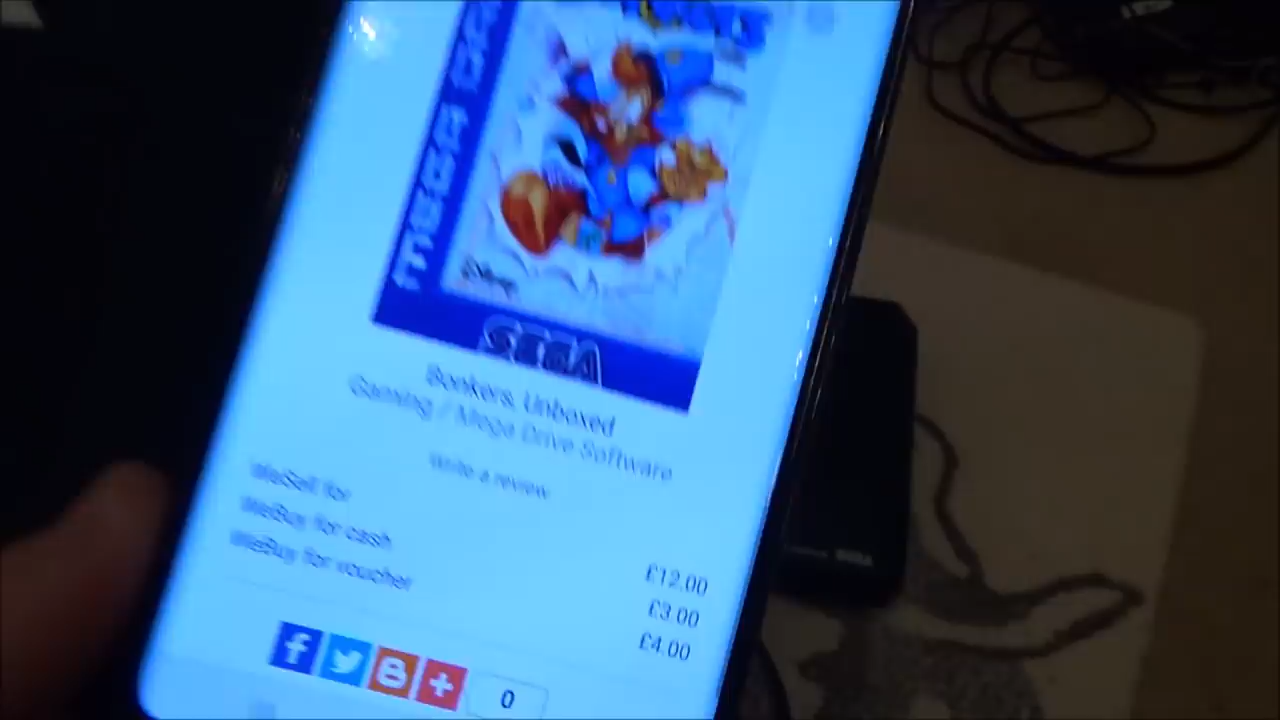 MEGA DRIVE
Disney
SEGA
Bonkers, Unboxed
Gaming / Mega Drive Software
Write a review
WeSell for
£12.00
WeBuy for cash
£3.00
WeBuy for voucher
£4.00
0